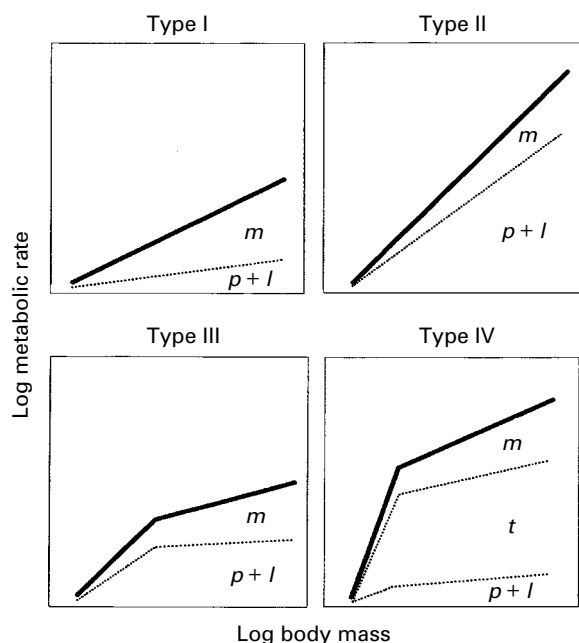 Type I
Type II
m
p + l
m
p + l
Log metabolic rate
Type III
Type IV
m
p + l
m
t
p + l
Log body mass